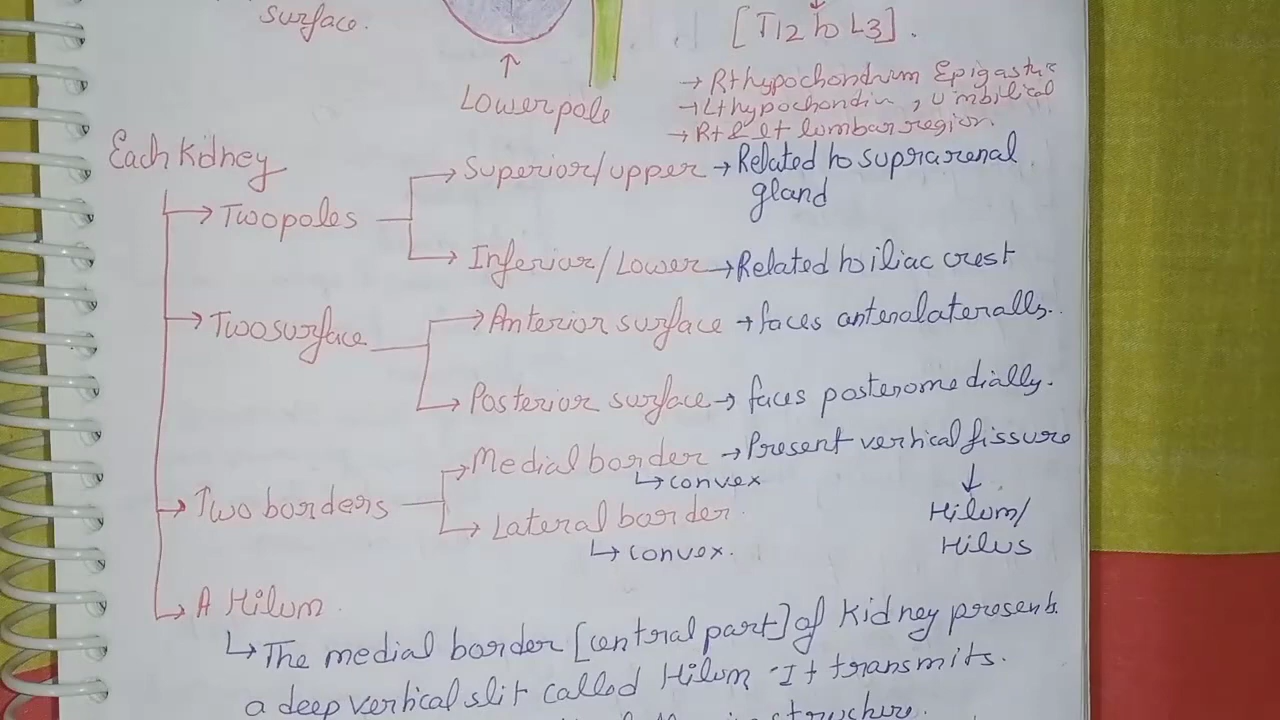 surface.
Lower pole
[T12 to L3].
→ Rt hypochondrium Epigastric
→ Lt hypochondriu, Umbilical
→ Rt & Lt lumbar region.
Each kidney
→ Two poles
→ Superior/upper → Related to suprarenal
gland
→ Inferior/Lower → Related to iliac crest
→ Two surface
→ Anterior surface → faces anterolaterally.
→ Posterior surface → faces posteromedially.
→ Two borders
→ Medial border → Present vertical fissure
↳ convex
Hilum/
Hilus
→ Lateral border
↳ convex.
↳ A Hilum
↳ The medial border [central part] of kidney presents
a deep vertical slit called Hilum. It transmits.
structure.